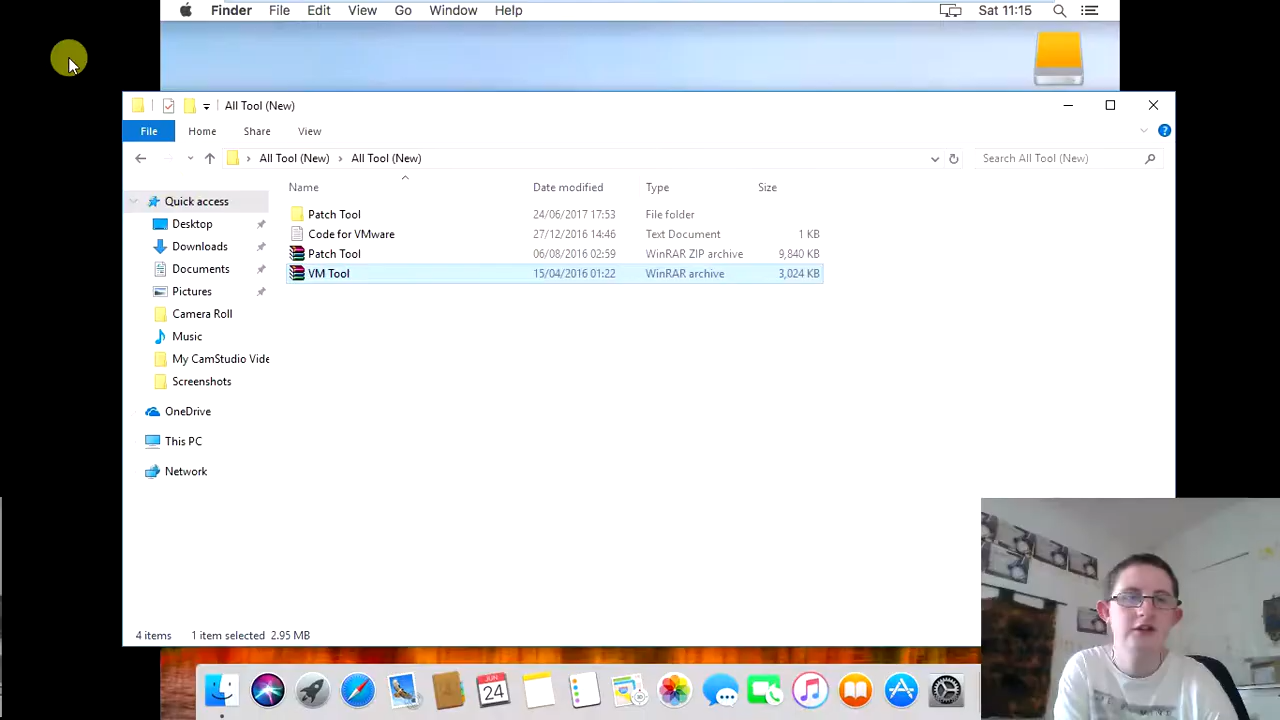 Finder File Edit View Go Window Help Sat 11:15
All Tool (New)
File Home Share View
All Tool (New) All Tool (New) Search All Tool (New)
Name Date modified Type Size
Quick access
Desktop
Downloads
Documents
Pictures
Camera Roll
Music
My CamStudio Vide
Screenshots
OneDrive
This PC
Network
Patch Tool 24/06/2017 17:53 File folder
Code for VMware 27/12/2016 14:46 Text Document 1 KB
Patch Tool 06/08/2016 02:59 WinRAR ZIP archive 9,840 KB
VM Tool 15/04/2016 01:22 WinRAR archive 3,024 KB
4 items 1 item selected 2.95 MB
JUN
24